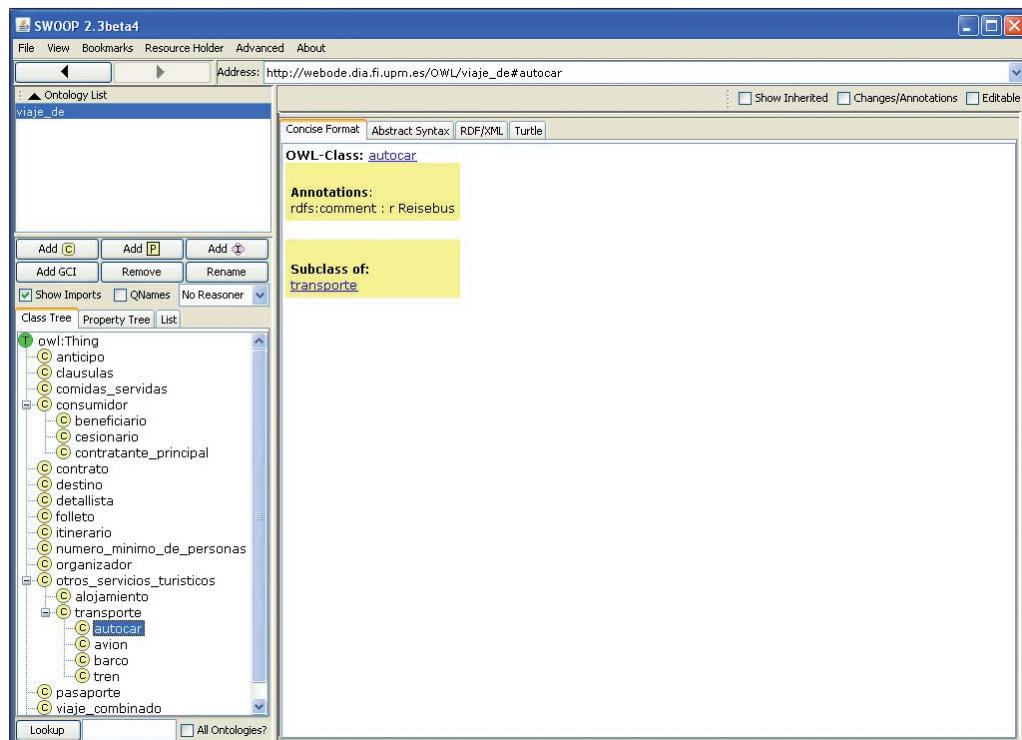 SWOOP 2.3beta4
File View Bookmarks Resource Holder Advanced About
Address: http://webode.dia.fi.upm.es/OWL/viaje_de#autocar
Ontology List
viaje_de
Show Inherited Changes/Annotations Editable
Concise Format Abstract Syntax RDF/XML Turtle
OWL-Class: autocar
Annotations:
rdfs:comment : r Reisebus
Subclass of:
transporte
Add C Add P Add I
Add GCI Remove Rename
Show Imports QNames No Reasoner
Class Tree Property Tree List
T owl:Thing
C anticipo
C clausulas
C comidas_servidas
C consumidor
C beneficiario
C cesionario
C contratante_principal
C contrato
C destino
C detallista
C folleto
C itinerario
C numero_minimo_de_personas
C organizador
C otros_servicios_turisticos
C alojamiento
C transporte
C autocar
C avion
C barco
C tren
C pasaporte
C viaje_combinado
Lookup All Ontologies?